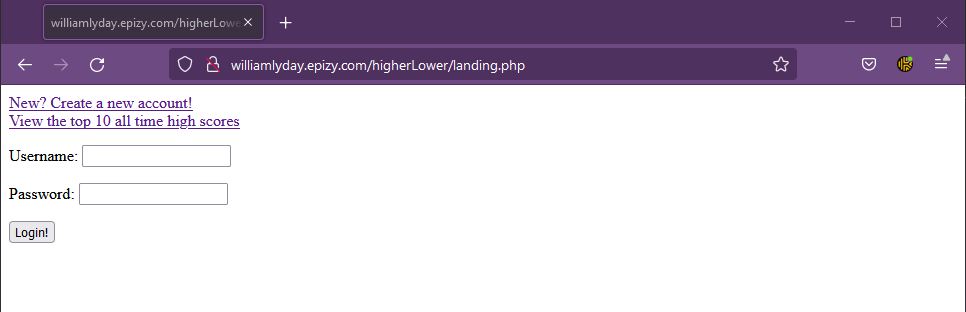 williamlyday.epizy.com/higherLowe
williamlyday.epizy.com/higherLower/landing.php
New? Create a new account!
View the top 10 all time high scores
Username:
Password:
Login!